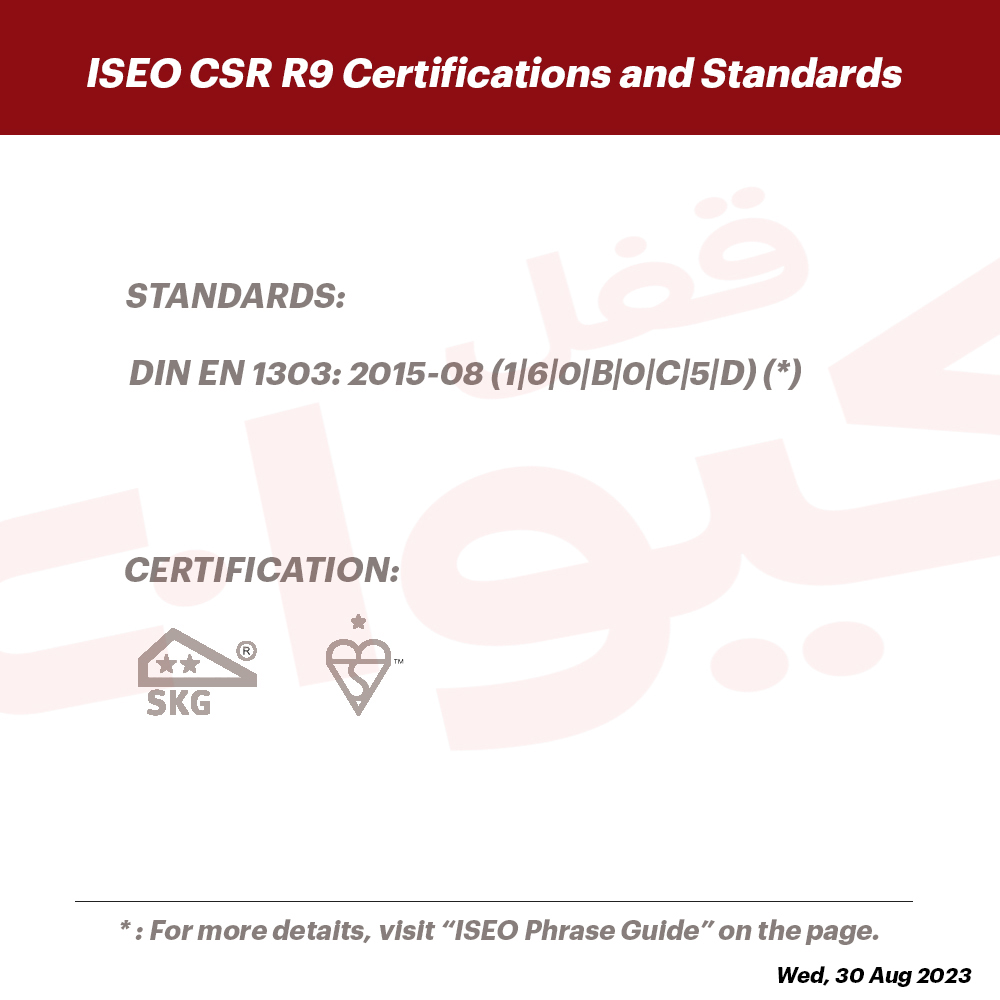 ISEO CSR R9 Certifications and Standards
قفل
کیوان
STANDARDS:
DIN EN 1303: 2015-08 (1|6|0|B|0|C|5|D) (*)
CERTIFICATION:
® ™
SKG
* : For more detaits, visit “ISEO Phrase Guide” on the page.
Wed, 30 Aug 2023